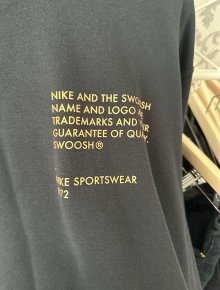 NIKE AND THE SWOOSH
NAME AND LOGO
TRADEMARKS AND
GUARANTEE OF
SWOOSH®
SPORTSWEAR